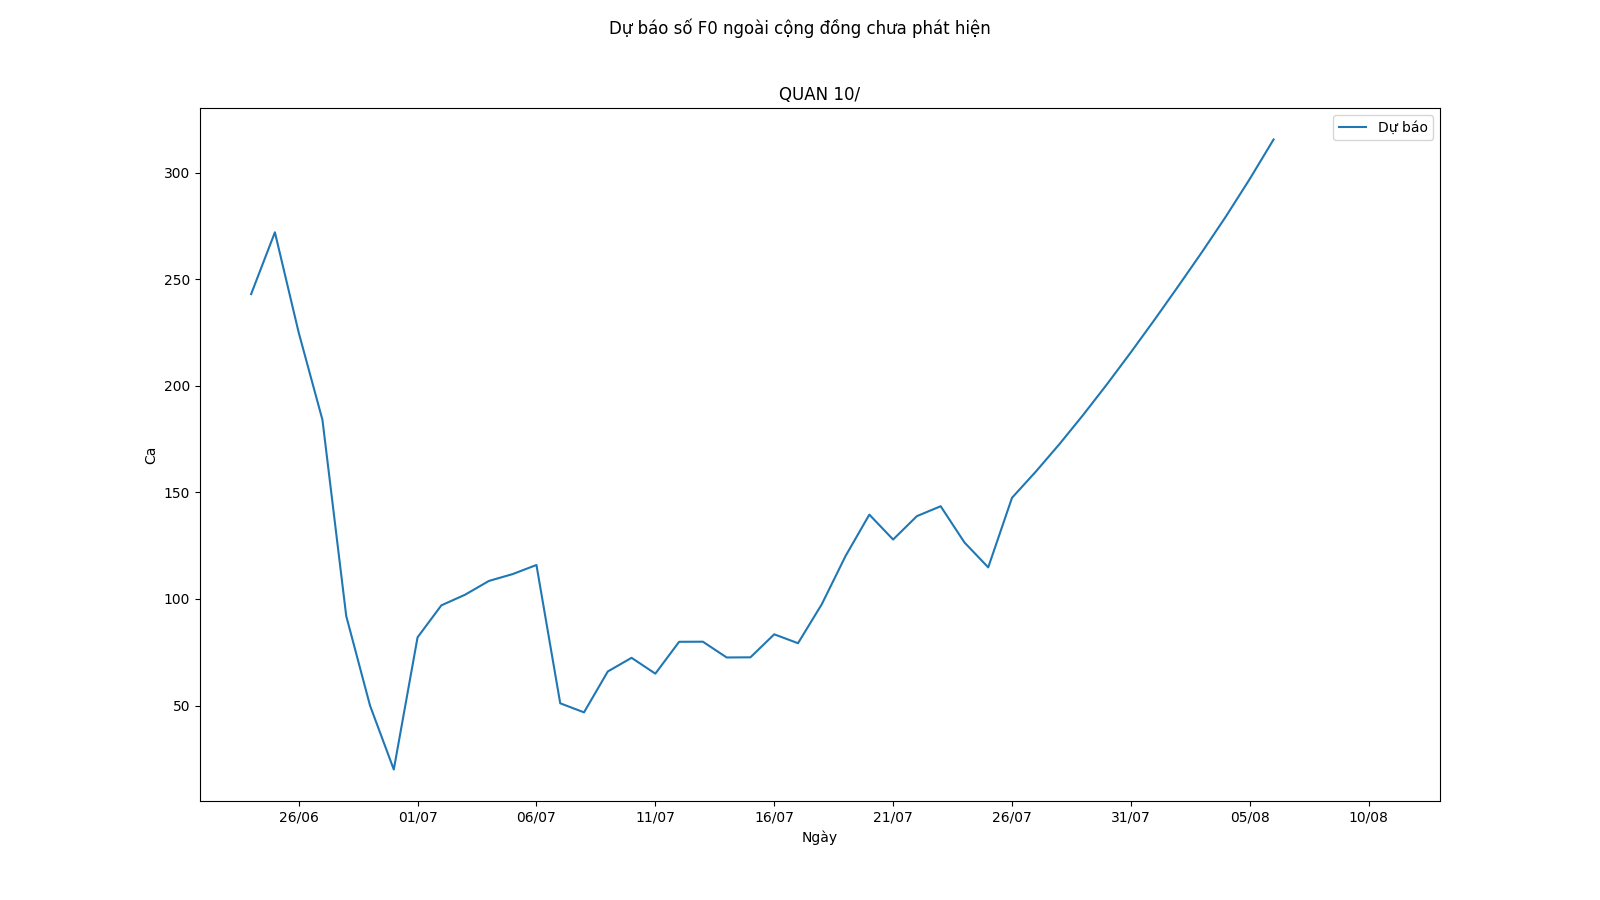 Dự báo số F0 ngoài cộng đồng chưa phát hiện
QUAN 10/
Dự báo
300
250
200
150
100
50
Ca
26/06 01/07 06/07 11/07 16/07 21/07 26/07 31/07 05/08 10/08
Ngày